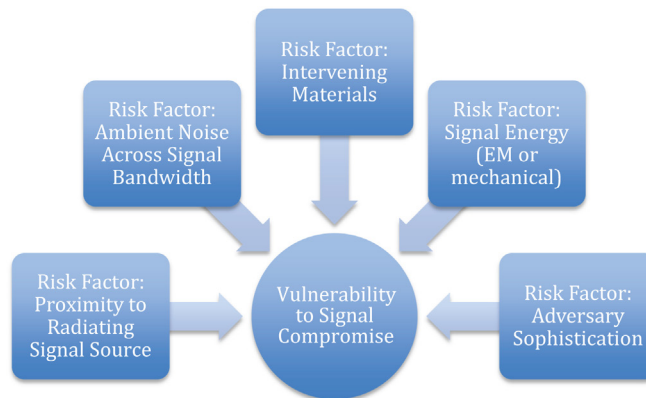 Risk Factor:
Intervening
Materials
Risk Factor:
Ambient Noise
Across Signal
Bandwidth
Risk Factor:
Signal Energy
(EM or
mechanical)
Risk Factor:
Proximity to
Radiating
Signal Source
Vulnerability
to Signal
Compromise
Risk Factor:
Adversary
Sophistication